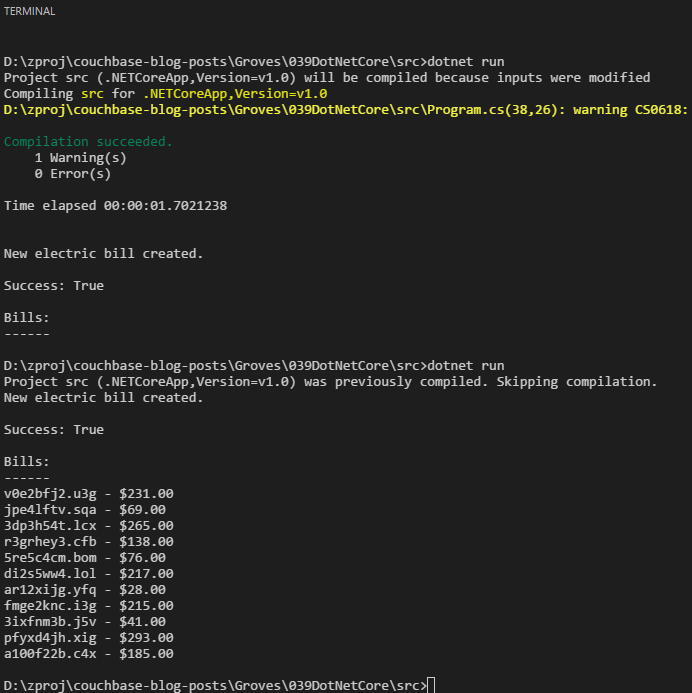 TERMINAL
D:\zproj\couchbase-blog-posts\Groves\039DotNetCore\src>dotnet run
Project src (.NETCoreApp,Version=v1.0) will be compiled because inputs were modified
Compiling src for .NETCoreApp,Version=v1.0
D:\zproj\couchbase-blog-posts\Groves\039DotNetCore\src\Program.cs(38,26): warning CS0618:
Compilation succeeded.
    1 Warning(s)
    0 Error(s)
Time elapsed 00:00:01.7021238
New electric bill created.
Success: True
Bills:
------
D:\zproj\couchbase-blog-posts\Groves\039DotNetCore\src>dotnet run
Project src (.NETCoreApp,Version=v1.0) was previously compiled. Skipping compilation.
New electric bill created.
Success: True
Bills:
------
v0e2bfj2.u3g - $231.00
jpe4lftv.sqa - $69.00
3dp3h54t.lcx - $265.00
r3grhey3.cfb - $138.00
5re5c4cm.bom - $76.00
di2s5ww4.lol - $217.00
ar12xijg.yfq - $28.00
fmge2knc.i3g - $215.00
3ixfnm3b.j5v - $41.00
pfyxd4jh.xig - $293.00
a100f22b.c4x - $185.00
D:\zproj\couchbase-blog-posts\Groves\039DotNetCore\src>